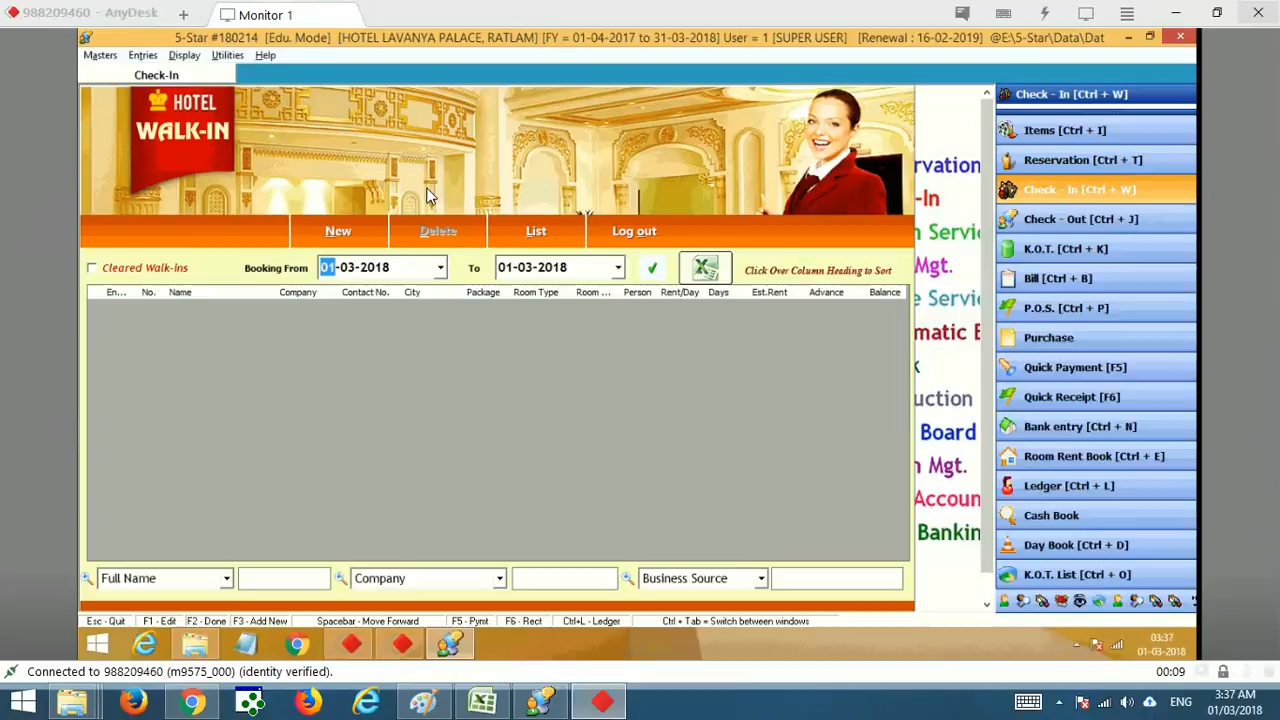 988209460 - AnyDesk
Monitor 1
5-Star #180214 [Edu. Mode] [HOTEL LAVANYA PALACE, RATLAM] [FY = 01-04-2017 to 31-03-2018] User = 1 [SUPER USER] [Renewal : 16-02-2019] @E:\5-Star\Data\Dat
Masters Entries Display Utilities Help
Check-In
HOTEL
WALK-IN
New Delete List Log out
Cleared Walk-ins Booking From 01-03-2018 To 01-03-2018 Click Over Column Heading to Sort
En... No. Name Company Contact No. City Package Room Type Room ... Person Rent/Day Days Est.Rent Advance Balance
Full Name Company Business Source
Esc - Quit F1 - Edit F2 - Done F3 - Add New Spacebar - Move Forward F5 - Pymt F6 - Rect Ctrl+L - Ledger Ctrl + Tab = Switch between windows
ervation
-In
n Servic
Mgt.
e Servic
matic E
k
uction
Board
n Mgt.
Accoun
Bankin
Check - In [Ctrl + W]
Items [Ctrl + I]
Reservation [Ctrl + T]
Check - In [Ctrl + W]
Check - Out [Ctrl + J]
K.O.T. [Ctrl + K]
Bill [Ctrl + B]
P.O.S. [Ctrl + P]
Purchase
Quick Payment [F5]
Quick Receipt [F6]
Bank entry [Ctrl + N]
Room Rent Book [Ctrl + E]
Ledger [Ctrl + L]
Cash Book
Day Book [Ctrl + D]
K.O.T. List [Ctrl + O]
03:37
01-03-2018
Connected to 988209460 (m9575_000) (identity verified). 00:09
ENG
3:37 AM
01/03/2018